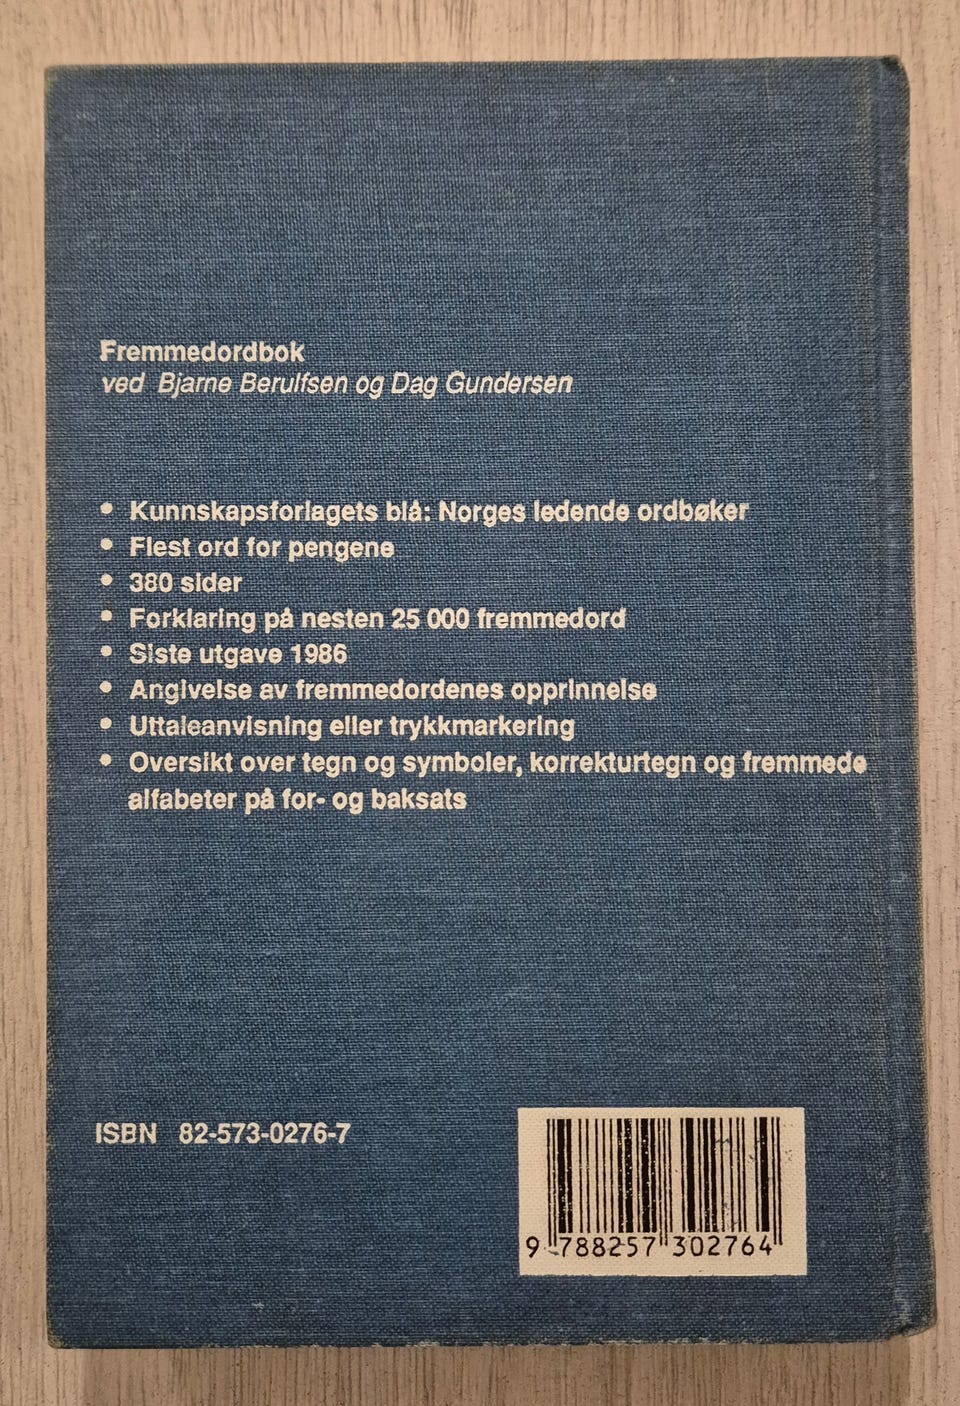 Fremmedordbok
ved Bjarne Berulfsen og Dag Gundersen
• Kunnskapsforlagets blå: Norges ledende ordbøker
• Flest ord for pengene
• 380 sider
• Forklaring på nesten 25 000 fremmedord
• Siste utgave 1986
• Angivelse av fremmedordenes opprinnelse
• Uttaleanvisning eller trykkmarkering
• Oversikt over tegn og symboler, korrekturtegn og fremmede
alfabeter på for- og baksats
ISBN 82-573-0276-7
9 788257 302764